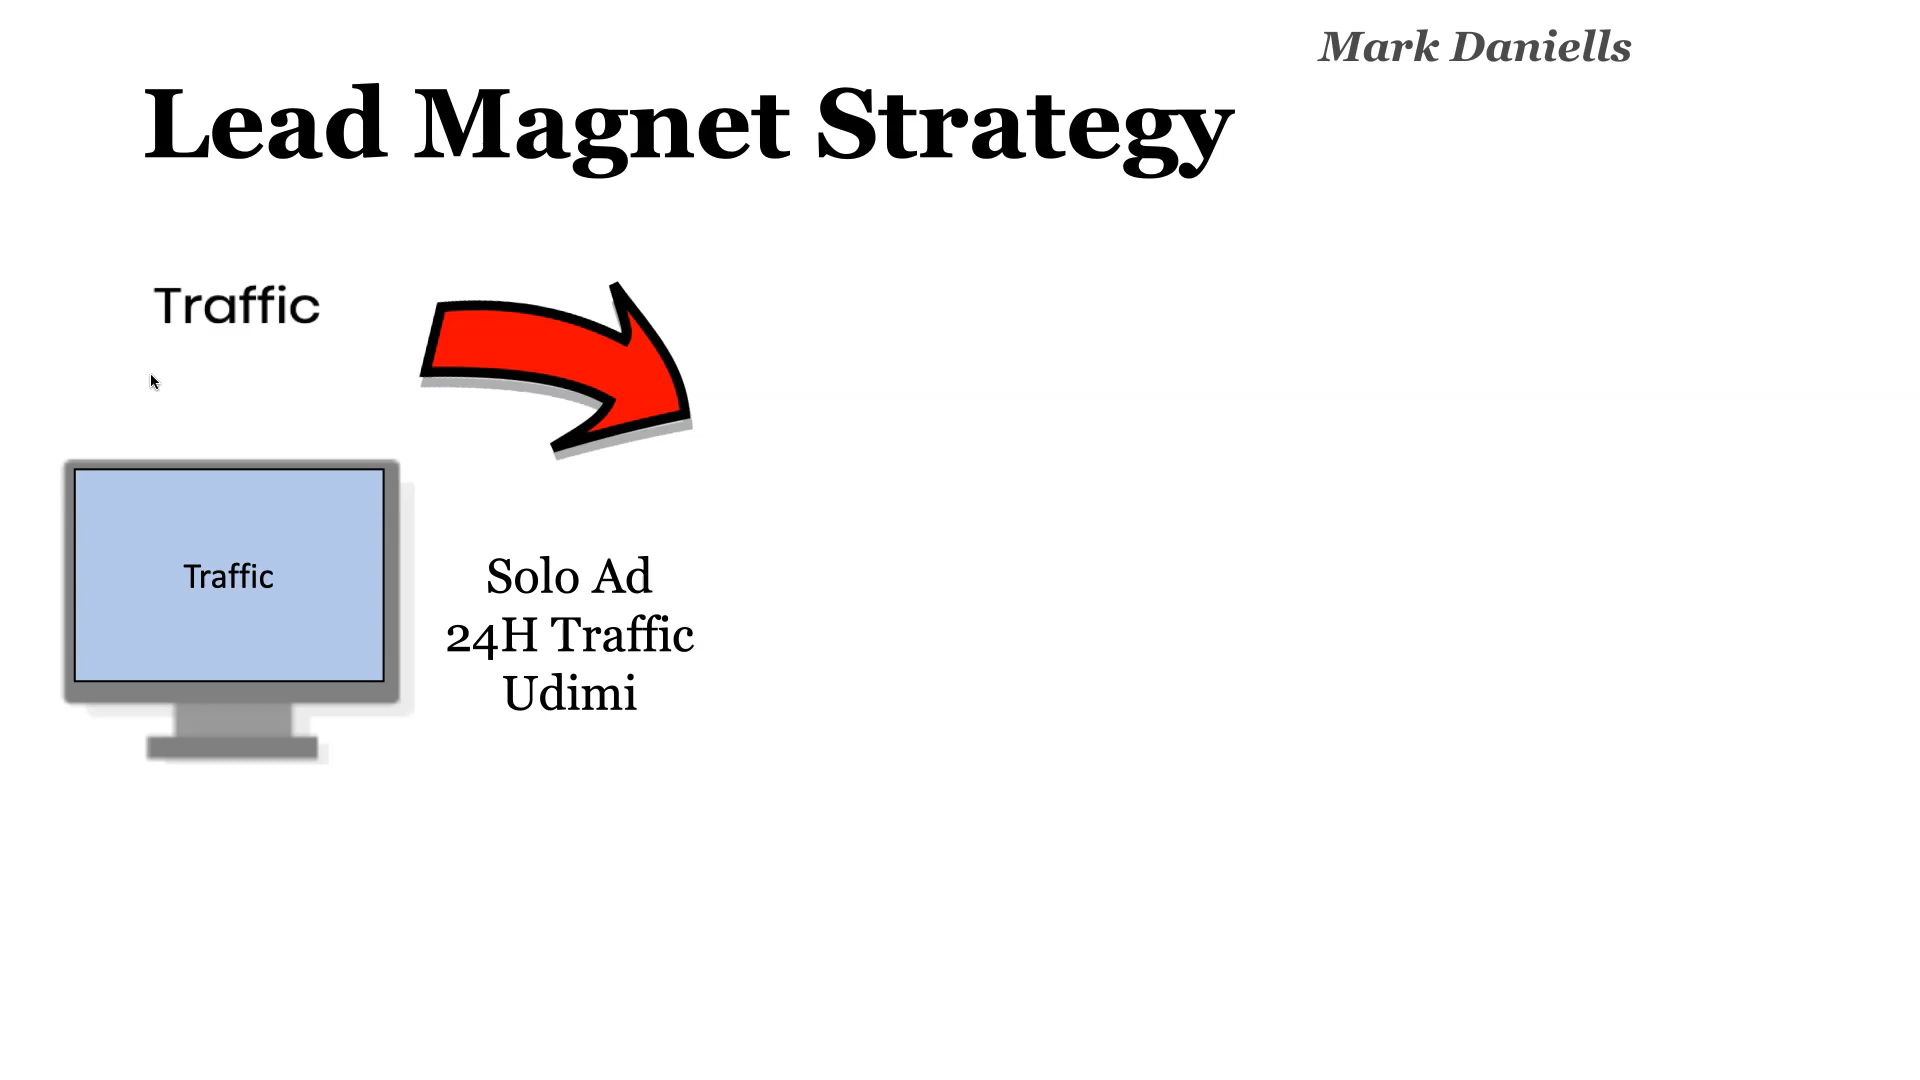 Mark Daniells
Lead Magnet Strategy
Traffic
Traffic
Solo Ad
24H Traffic
Udimi